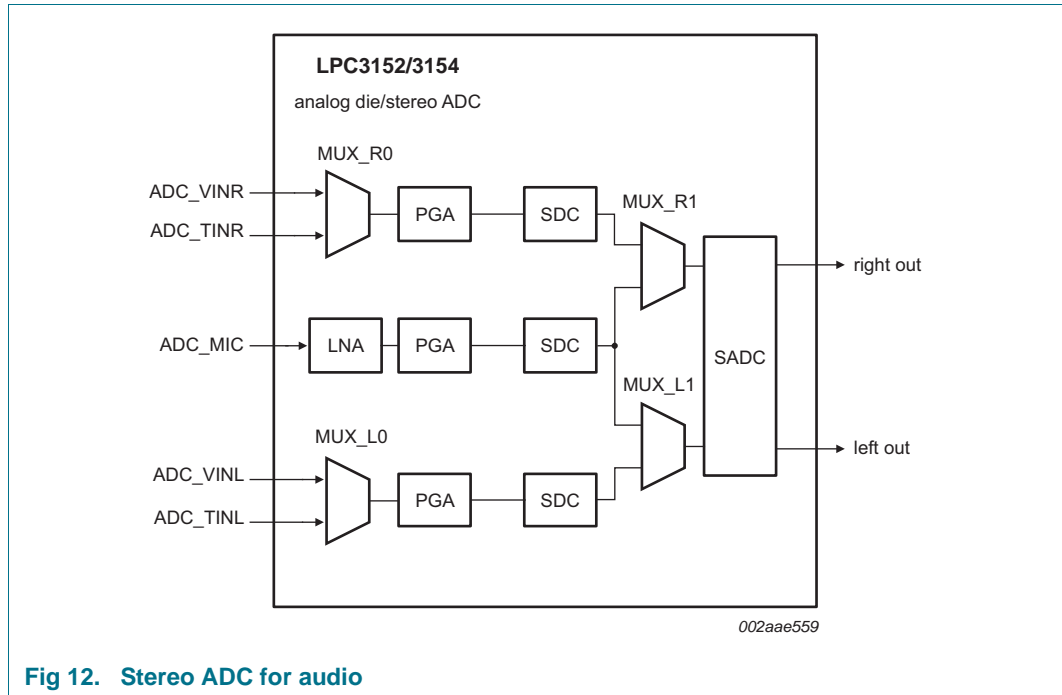 LPC3152/3154
analog die/stereo ADC
MUX_R0
ADC_VINR
ADC_TINR
PGA
SDC
MUX_R1
right out
ADC_MIC
LNA
PGA
SDC
SADC
MUX_L1
MUX_L0
left out
ADC_VINL
ADC_TINL
PGA
SDC
002aae559
Fig 12. Stereo ADC for audio